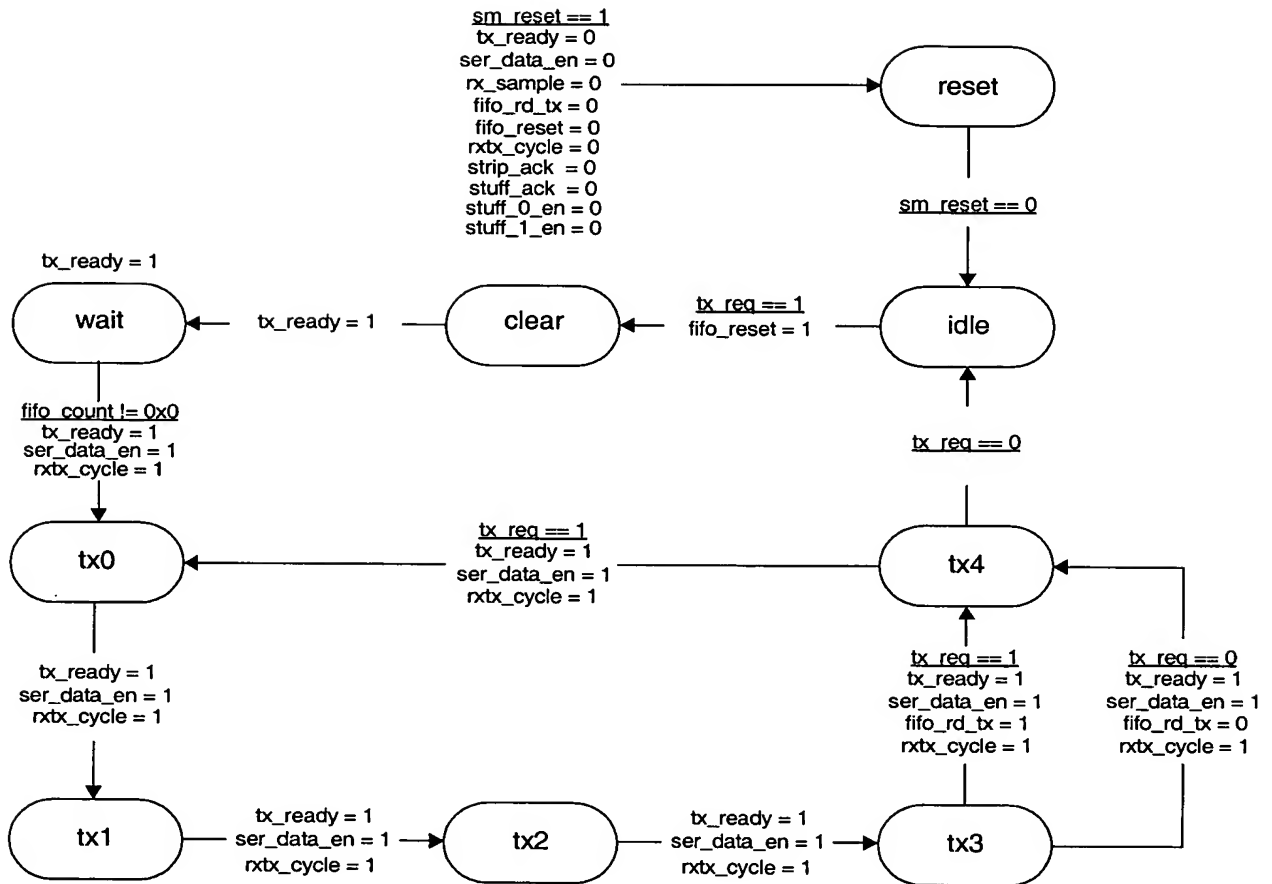 sm_reset == 1
tx_ready = 0
ser_data_en = 0
rx_sample = 0
fifo_rd_tx = 0
fifo_reset = 0
rxtx_cycle = 0
strip_ack = 0
stuff_ack = 0
stuff_0_en = 0
stuff_1_en = 0
reset
sm_reset == 0
tx_ready = 1
wait
tx_ready = 1
clear
tx_req == 1
fifo_reset = 1
idle
fifo_count != 0x0
tx_ready = 1
ser_data_en = 1
rxtx_cycle = 1
tx_req == 0
tx0
tx_req == 1
tx_ready = 1
ser_data_en = 1
rxtx_cycle = 1
tx4
tx_ready = 1
ser_data_en = 1
rxtx_cycle = 1
tx_req == 1
tx_ready = 1
ser_data_en = 1
fifo_rd_tx = 1
rxtx_cycle = 1
tx_req == 0
tx_ready = 1
ser_data_en = 1
fifo_rd_tx = 0
rxtx_cycle = 1
tx1
tx_ready = 1
ser_data_en = 1
rxtx_cycle = 1
tx2
tx_ready = 1
ser_data_en = 1
rxtx_cycle = 1
tx3